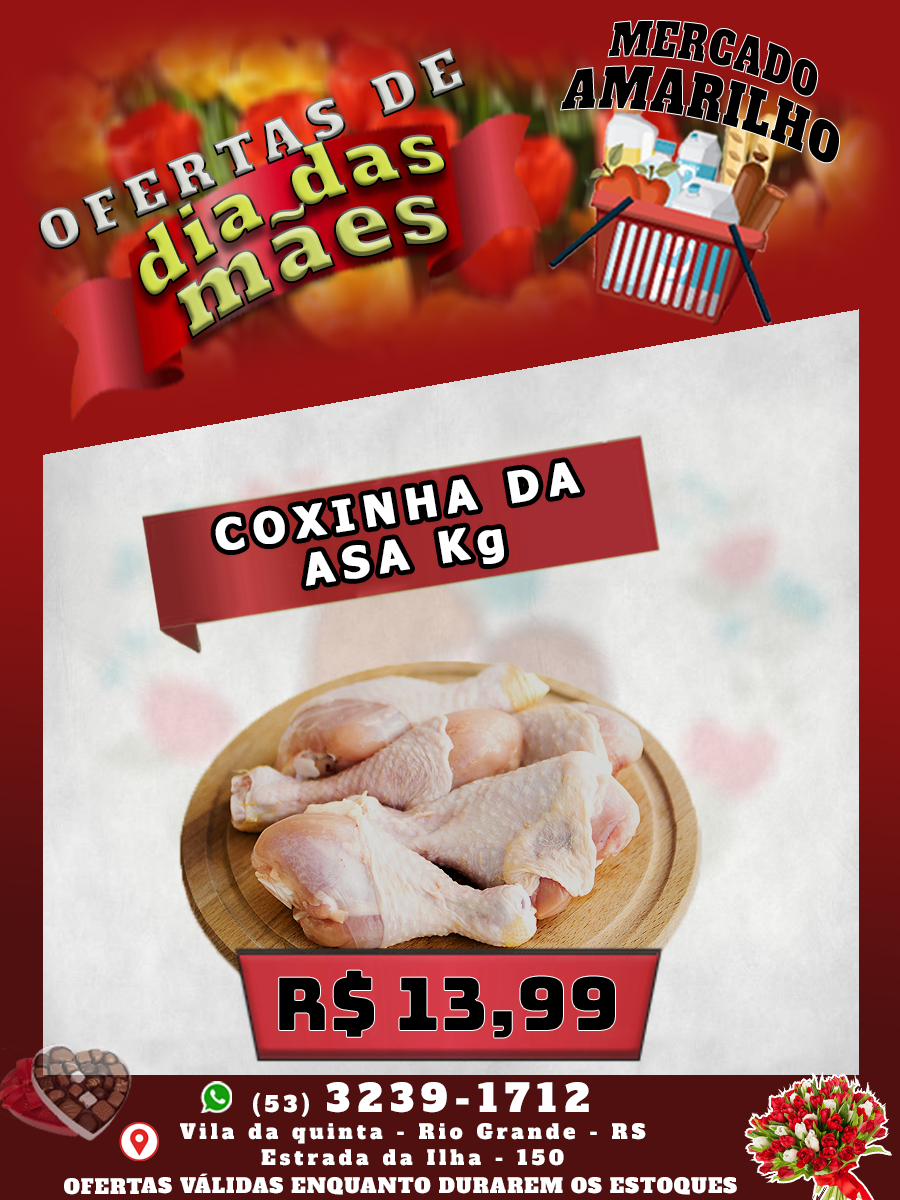 MERCADO
AMARILHO
OFERTAS DE
dia das
mães
COXINHA DA
ASA Kg
R$ 13,99
(53) 3239-1712
Vila da quinta - Rio Grande - RS
Estrada da Ilha - 150
OFERTAS VÁLIDAS ENQUANTO DURAREM OS ESTOQUES